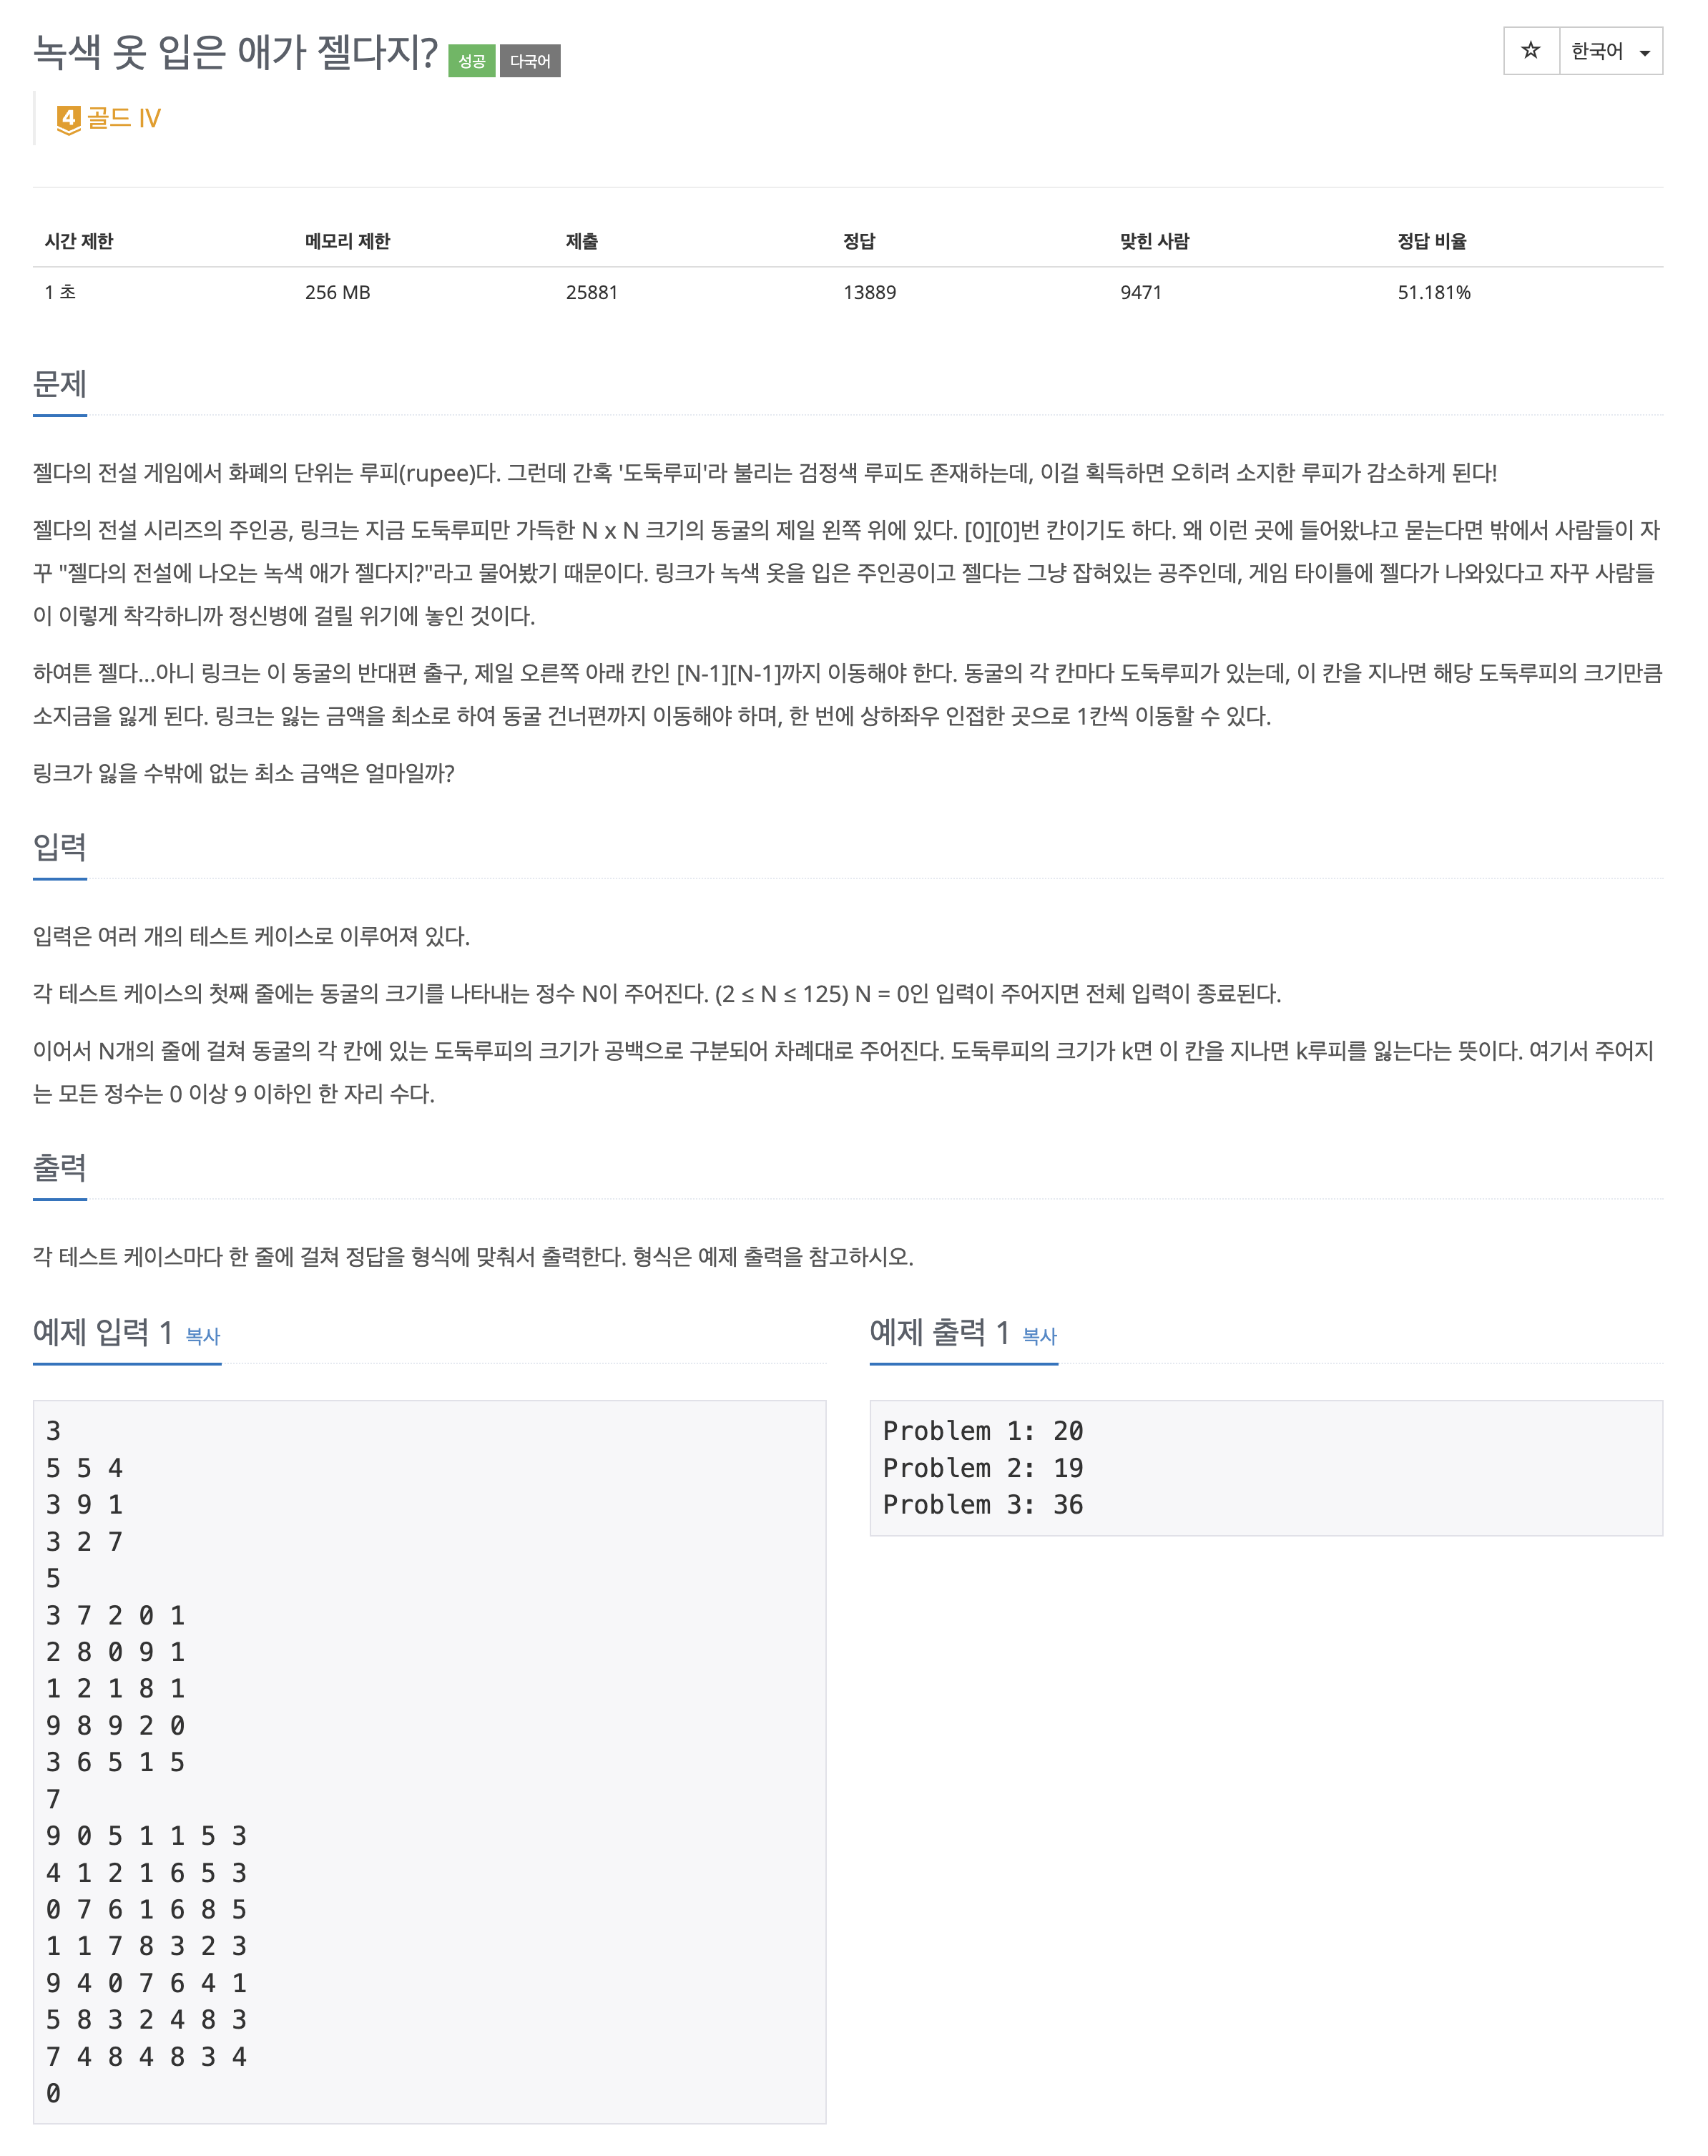 녹색 옷 입은 애가 젤다지? 성공 다국어
☆ 한국어
4 골드 IV
시간 제한 메모리 제한 제출 정답 맞힌 사람 정답 비율
1 초 256 MB 25881 13889 9471 51.181%
문제
젤다의 전설 게임에서 화폐의 단위는 루피(rupee)다. 그런데 간혹 '도둑루피'라 불리는 검정색 루피도 존재하는데, 이걸 획득하면 오히려 소지한 루피가 감소하게 된다!
젤다의 전설 시리즈의 주인공, 링크는 지금 도둑루피만 가득한 N x N 크기의 동굴의 제일 왼쪽 위에 있다. [0][0]번 칸이기도 하다. 왜 이런 곳에 들어왔냐고 묻는다면 밖에서 사람들이 자
꾸 "젤다의 전설에 나오는 녹색 애가 젤다지?"라고 물어봤기 때문이다. 링크가 녹색 옷을 입은 주인공이고 젤다는 그냥 잡혀있는 공주인데, 게임 타이틀에 젤다가 나와있다고 자꾸 사람들
이 이렇게 착각하니까 정신병에 걸릴 위기에 놓인 것이다.
하여튼 젤다...아니 링크는 이 동굴의 반대편 출구, 제일 오른쪽 아래 칸인 [N-1][N-1]까지 이동해야 한다. 동굴의 각 칸마다 도둑루피가 있는데, 이 칸을 지나면 해당 도둑루피의 크기만큼
소지금을 잃게 된다. 링크는 잃는 금액을 최소로 하여 동굴 건너편까지 이동해야 하며, 한 번에 상하좌우 인접한 곳으로 1칸씩 이동할 수 있다.
링크가 잃을 수밖에 없는 최소 금액은 얼마일까?
입력
입력은 여러 개의 테스트 케이스로 이루어져 있다.
각 테스트 케이스의 첫째 줄에는 동굴의 크기를 나타내는 정수 N이 주어진다. (2 ≤ N ≤ 125) N = 0인 입력이 주어지면 전체 입력이 종료된다.
이어서 N개의 줄에 걸쳐 동굴의 각 칸에 있는 도둑루피의 크기가 공백으로 구분되어 차례대로 주어진다. 도둑루피의 크기가 k면 이 칸을 지나면 k루피를 잃는다는 뜻이다. 여기서 주어지
는 모든 정수는 0 이상 9 이하인 한 자리 수다.
출력
각 테스트 케이스마다 한 줄에 걸쳐 정답을 형식에 맞춰서 출력한다. 형식은 예제 출력을 참고하시오.
예제 입력 1 복사
3
5 5 4
3 9 1
3 2 7
5
3 7 2 0 1
2 8 0 9 1
1 2 1 8 1
9 8 9 2 0
3 6 5 1 5
7
9 0 5 1 1 5 3
4 1 2 1 6 5 3
0 7 6 1 6 8 5
1 1 7 8 3 2 3
9 4 0 7 6 4 1
5 8 3 2 4 8 3
7 4 8 4 8 3 4
0
예제 출력 1 복사
Problem 1: 20
Problem 2: 19
Problem 3: 36